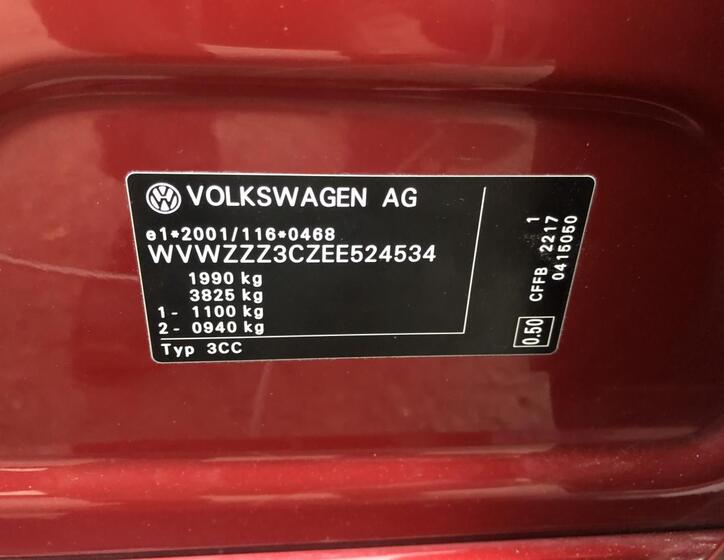 VOLKSWAGEN AG
e1*2001/116*0468
WVWZZZ3CZEE524534
1990 kg
3825 kg
1 - 1100 kg
2 - 0940 kg
Typ 3CC
1
CFFB 2217
0415050
0.50